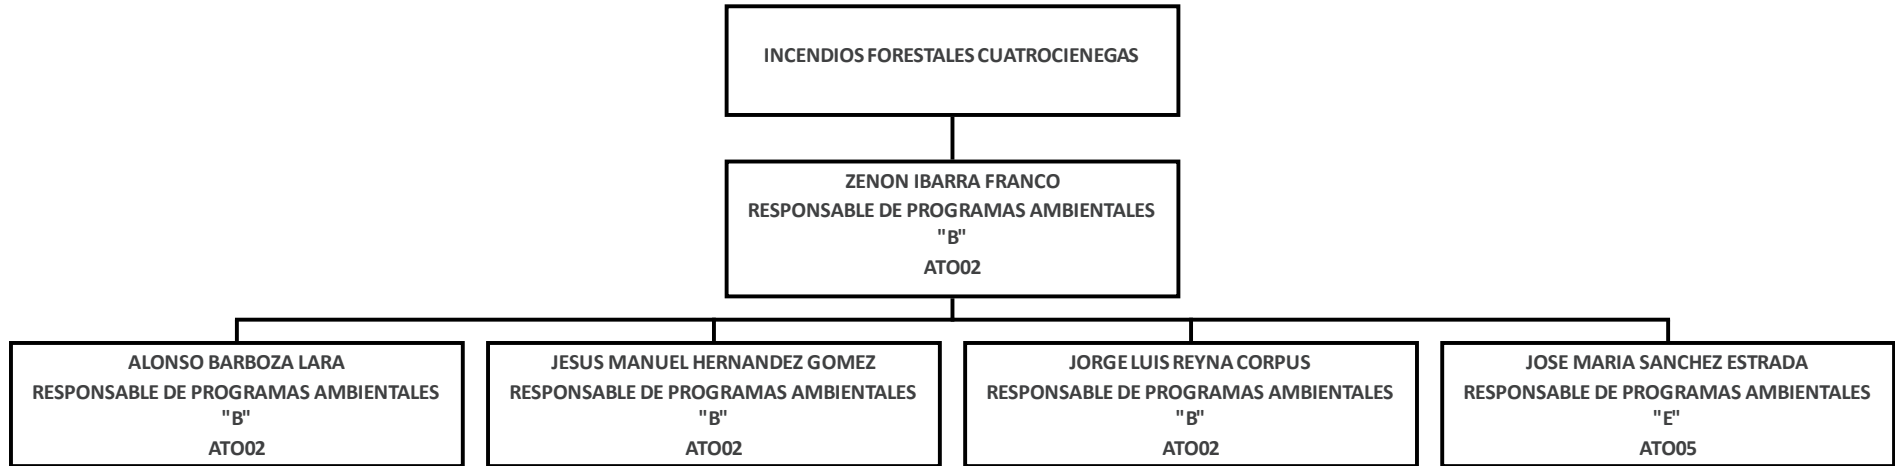 INCENDIOS FORESTALES CUATROCIENEGAS
ZENON IBARRA FRANCO
RESPONSABLE DE PROGRAMAS AMBIENTALES
"B"
ATO02
ALONSO BARBOZA LARA
RESPONSABLE DE PROGRAMAS AMBIENTALES
"B"
ATO02
JESUS MANUEL HERNANDEZ GOMEZ
RESPONSABLE DE PROGRAMAS AMBIENTALES
"B"
ATO02
JORGE LUIS REYNA CORPUS
RESPONSABLE DE PROGRAMAS AMBIENTALES
"B"
ATO02
JOSE MARIA SANCHEZ ESTRADA
RESPONSABLE DE PROGRAMAS AMBIENTALES
"E"
ATO05